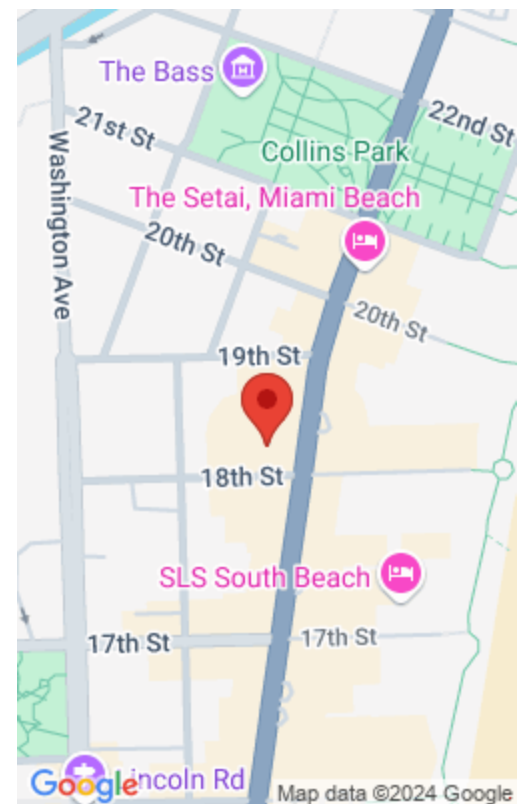 The Bass
21st St
22nd St
Collins Park
Washington Ave
The Setai, Miami Beach
20th St
20th St
19th St
18th St
SLS South Beach
17th St
17th St
Google
incoln Rd
Map data ©2024 Google